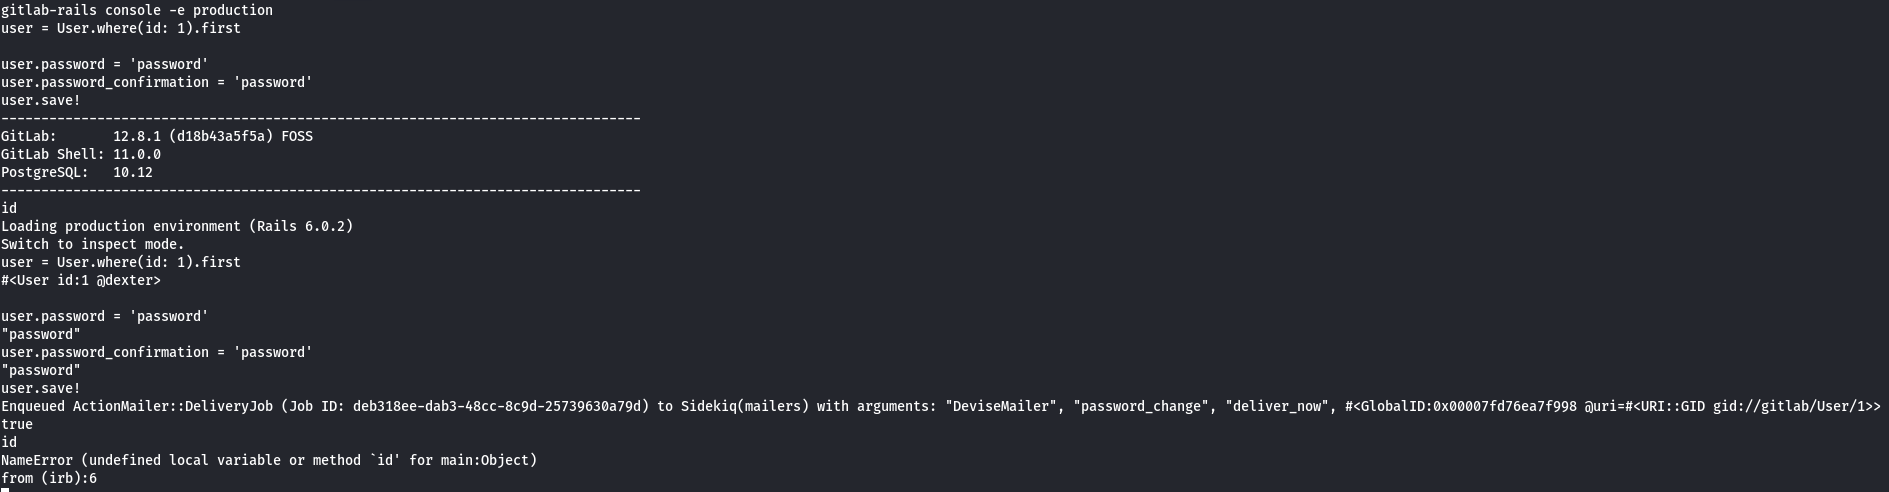 gitlab-rails console -e production
user = User.where(id: 1).first
user.password = 'password'
user.password_confirmation = 'password'
user.save!
--------------------------------------------------------------------------------
GitLab:       12.8.1 (d18b43a5f5a) FOSS
GitLab Shell: 11.0.0
PostgreSQL:   10.12
--------------------------------------------------------------------------------
id
Loading production environment (Rails 6.0.2)
Switch to inspect mode.
user = User.where(id: 1).first
#<User id:1 @dexter>
user.password = 'password'
"password"
user.password_confirmation = 'password'
"password"
user.save!
Enqueued ActionMailer::DeliveryJob (Job ID: deb318ee-dab3-48cc-8c9d-25739630a79d) to Sidekiq(mailers) with arguments: "DeviseMailer", "password_change", "deliver_now", #<GlobalID:0x00007fd76ea7f998 @uri=#<URI::GID gid://gitlab/User/1>>
true
id
NameError (undefined local variable or method `id' for main:Object)
from (irb):6